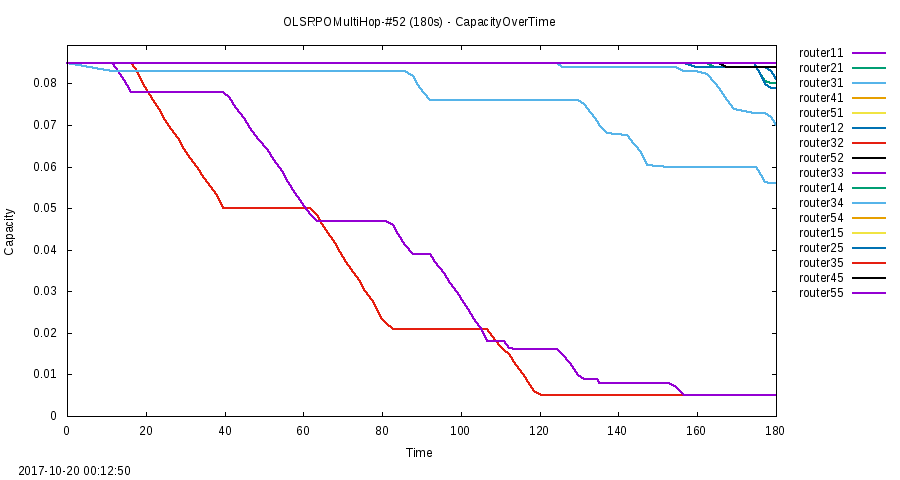 OLSRPPOMultiHop-#52 (180s) - CapacityOverTime
router11
router21
router31
router41
router51
router12
router32
router52
router33
router14
router34
router54
router15
router25
router35
router45
router55
0.08
0.07
0.06
0.05
0.04
0.03
0.02
0.01
0
Capacity
0 20 40 60 80 100 120 140 160 180
Time
2017-10-20 00:12:50